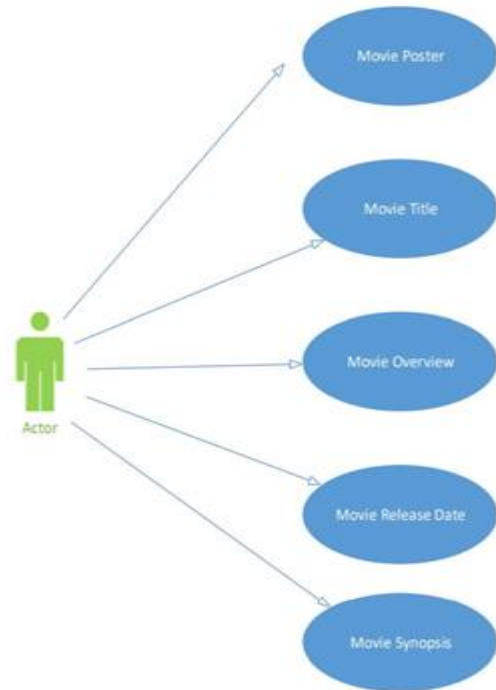 Movie Poster
Movie Title
Movie Overview
Actor
Movie Release Date
Movie Synopsis